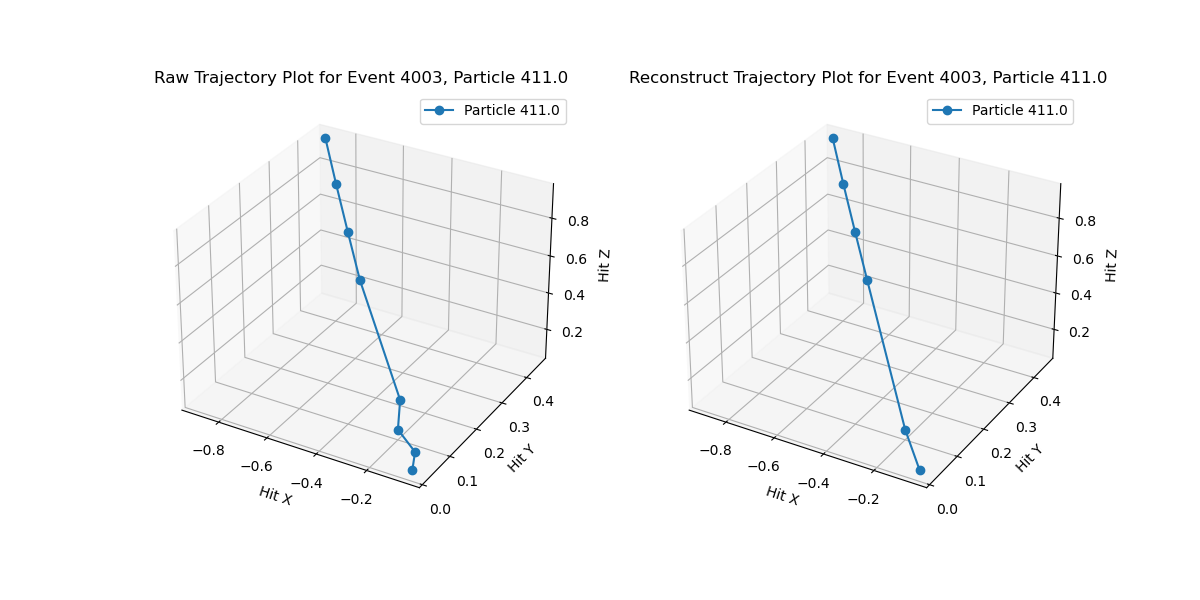 Raw Trajectory Plot for Event 4003, Particle 411.0
Particle 411.0
0.8
0.6
0.4
0.2
Hit Z
−0.8
−0.6
−0.4
−0.2
Hit X
0.0
0.1
0.2
0.3
0.4
Hit Y
Reconstruct Trajectory Plot for Event 4003, Particle 411.0
Particle 411.0
0.8
0.6
0.4
0.2
Hit Z
−0.8
−0.6
−0.4
−0.2
Hit X
0.0
0.1
0.2
0.3
0.4
Hit Y